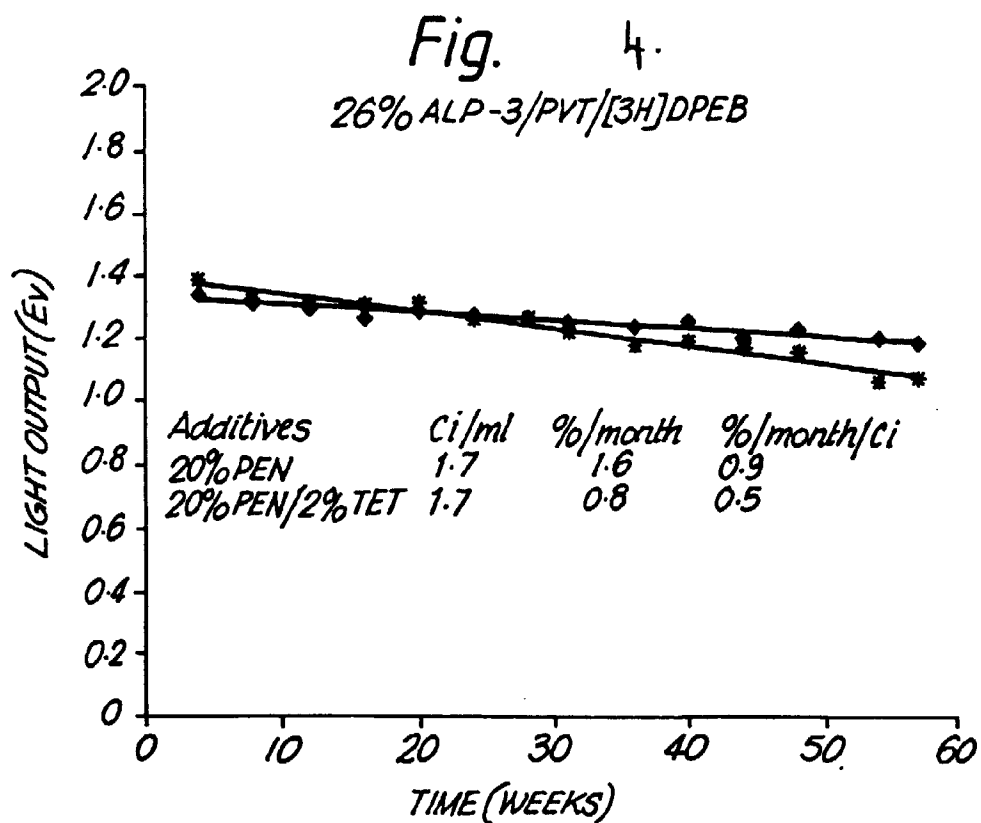 Fig. 4.
26% ALP-3/PVT/[3H]DPEB
2.0
1.8
1.6
1.4
1.2
1.0
0.8
0.6
0.4
0.2
0
LIGHT OUTPUT (Ev)
Additives Ci/ml %/month %/month/Ci
20% PEN 1.7 1.6 0.9
20% PEN/2% TET 1.7 0.8 0.5
0 10 20 30 40 50 60
TIME (WEEKS)